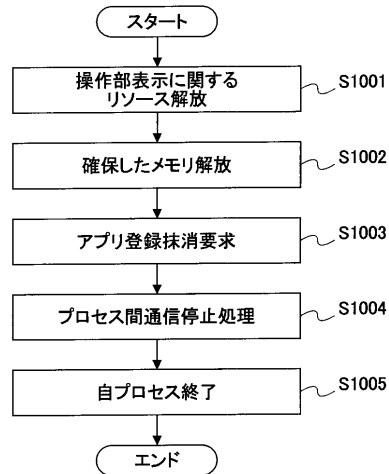 スタート
操作部表示に関する
リソース解放
S1001
確保したメモリ解放
S1002
アプリ登録抹消要求
S1003
プロセス間通信停止処理
S1004
自プロセス終了
S1005
エンド